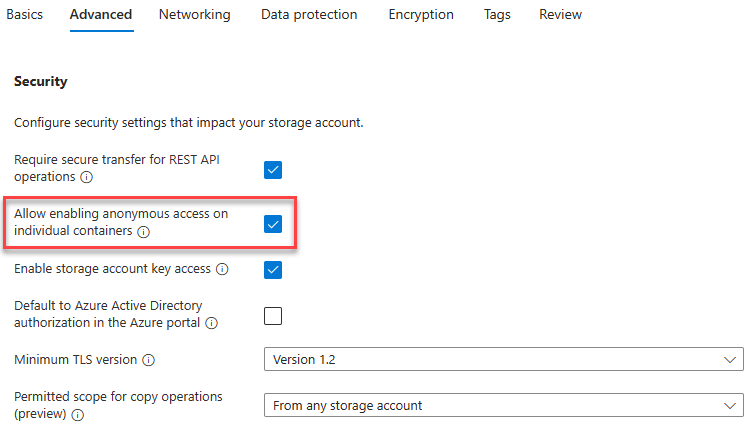 Basics Advanced Networking Data protection Encryption Tags Review
Security
Configure security settings that impact your storage account.
Require secure transfer for REST API
operations
Allow enabling anonymous access on
individual containers
Enable storage account key access
Default to Azure Active Directory
authorization in the Azure portal
Minimum TLS version Version 1.2
Permitted scope for copy operations
(preview) From any storage account